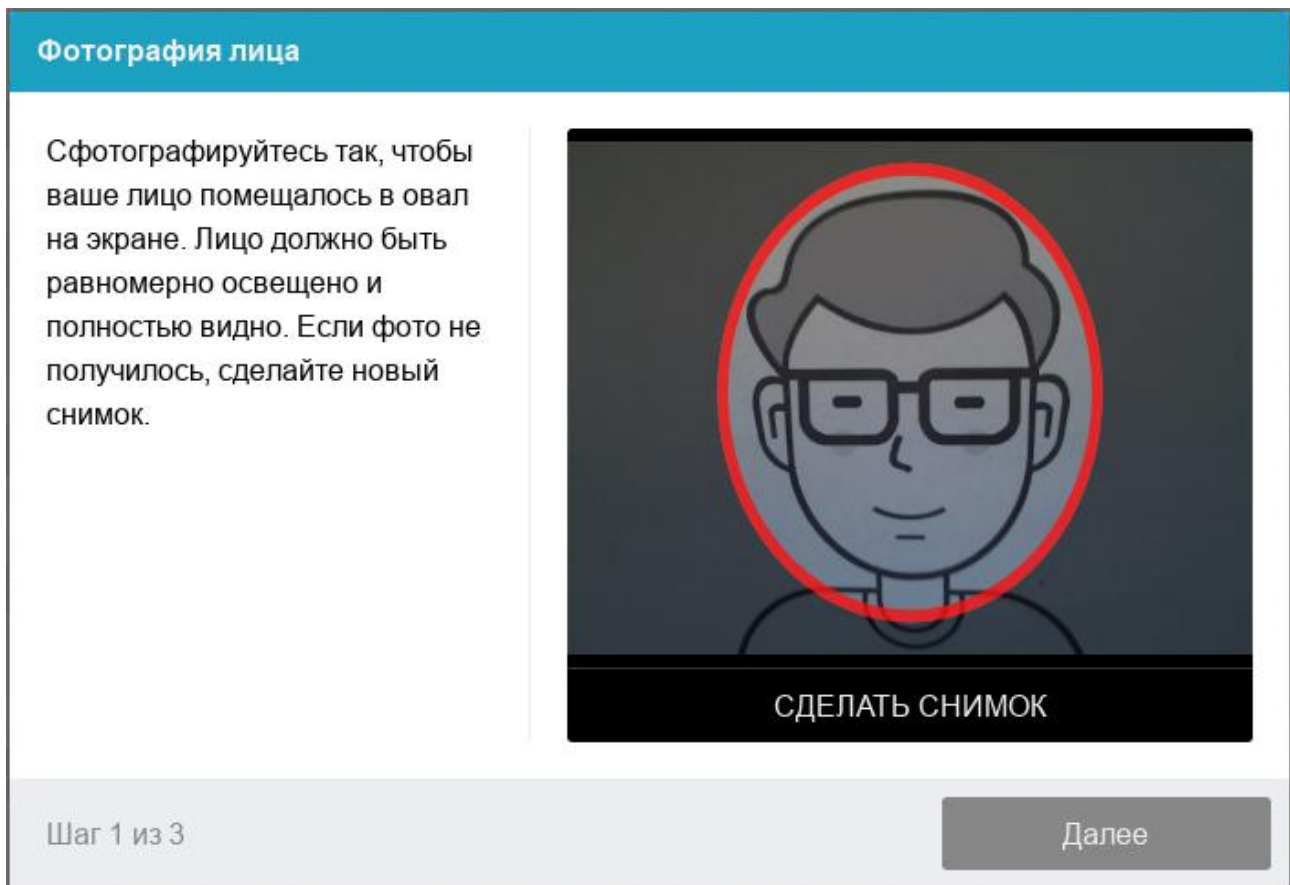 Фотография лица
Сфотографируйтесь так, чтобы
ваше лицо помещалось в овал
на экране. Лицо должно быть
равномерно освещено и
полностью видно. Если фото не
получилось, сделайте новый
снимок.
СДЕЛАТЬ СНИМОК
Шаг 1 из 3
Далее